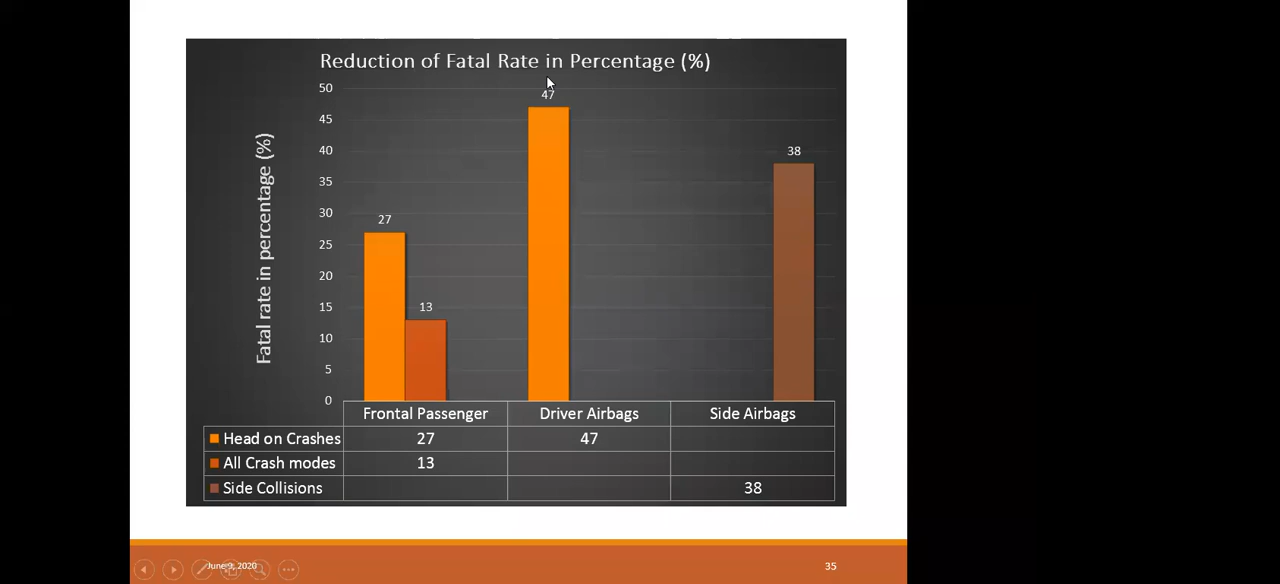 Reduction of Fatal Rate in Percentage (%)
Fatal rate in percentage (%)
50
45
40
35
30
25
20
15
10
5
0
27
13
47
38
Frontal Passenger Driver Airbags Side Airbags
Head on Crashes 27 47
All Crash modes 13
Side Collisions 38
June 9, 2020 35